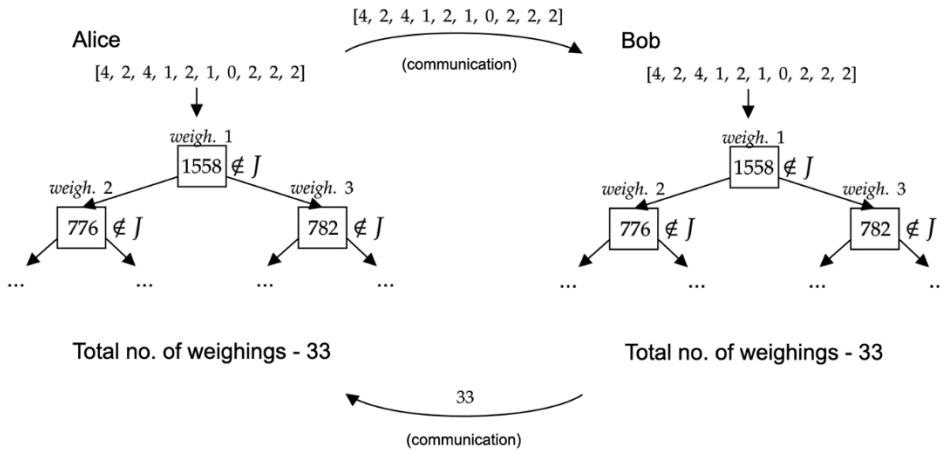 [4, 2, 4, 1, 2, 1, 0, 2, 2, 2]
Alice
(communication)
Bob
[4, 2, 4, 1, 2, 1, 0, 2, 2, 2]
[4, 2, 4, 1, 2, 1, 0, 2, 2, 2]
weigh. 1
weigh. 1
1558 ∉ J
1558 ∉ J
weigh. 2
weigh. 3
weigh. 2
weigh. 3
776 ∉ J
782 ∉ J
776 ∉ J
782 ∉ J
... ... ... ...
... ... ... ..
Total no. of weighings - 33
Total no. of weighings - 33
33
(communication)